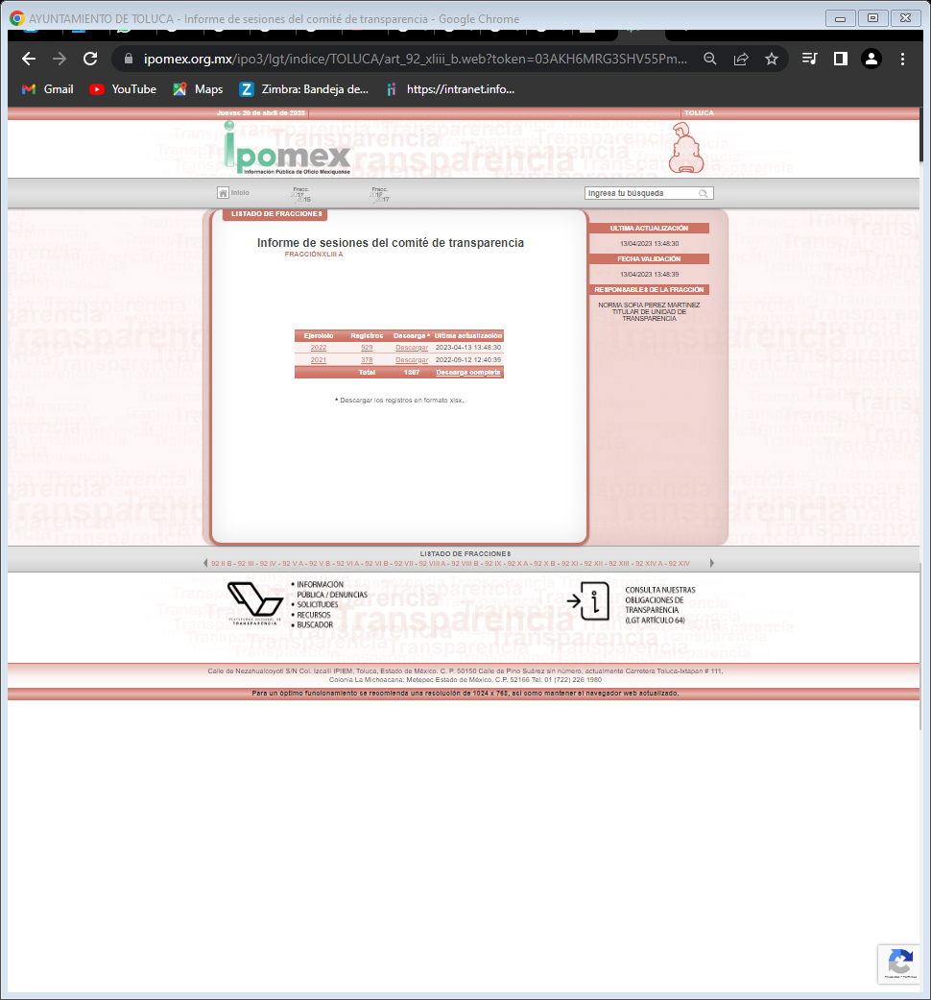 AYUNTAMIENTO DE TOLUCA - Informe de sesiones del comité de transparencia - Google Chrome
ipomex.org.mx/ipo3/lgt/indice/TOLUCA/art_92_xliii_b.web?token=03AKH6MRG3SHV55Pm...
Gmail YouTube Maps Zimbra: Bandeja de... https://intranet.info...
Jueves 20 de abril de 2023 TOLUCA
ipomex
Información Pública de Oficio Mexiquense
Inicio Fracc. Fracc. Ingresa tu búsqueda
LISTADO DE FRACCIONES
Informe de sesiones del comité de transparencia
FRACCIÓN XLIII A
Ejercicio Registros Descarga * Última actualización
2022 929 Descargar 2023-04-13 13:48:30
2021 378 Descargar 2022-09-12 12:40:39
Total 1307 Descarga completa
* Descargar los registros en formato xlsx.
ULTIMA ACTUALIZACIÓN
13/04/2023 13:48:30
FECHA VALIDACIÓN
13/04/2023 13:48:39
RESPONSABLES DE LA FRACCIÓN
NORMA SOFIA PEREZ MARTINEZ
TITULAR DE UNIDAD DE
TRANSPARENCIA
LISTADO DE FRACCIONES
92 II B - 92 III - 92 IV - 92 V A - 92 V B - 92 VI A - 92 VI B - 92 VII - 92 VIII A - 92 VIII B - 92 IX - 92 X A - 92 X B - 92 XI - 92 XII - 92 XIII - 92 XIV A - 92 XIV
PLATAFORMA NACIONAL DE
TRANSPARENCIA
• INFORMACIÓN
PÚBLICA / DENUNCIAS
• SOLICITUDES
• RECURSOS
• BUSCADOR
CONSULTA NUESTRAS
OBLIGACIONES DE
TRANSPARENCIA
(LGT ARTÍCULO 64)
Calle de Nezahualcoyotl S/N Col. Izcalli IPIEM, Toluca, Estado de México. C. P. 50150 Calle de Pino Suárez sin número, actualmente Carretera Toluca-Ixtapan # 111,
Colonia La Michoacana; Metepec Estado de México, C.P. 52166 Tel: 01 (722) 226 1980
Para un óptimo funcionamiento se recomienda una resolución de 1024 x 768, así como mantener el navegador web actualizado.